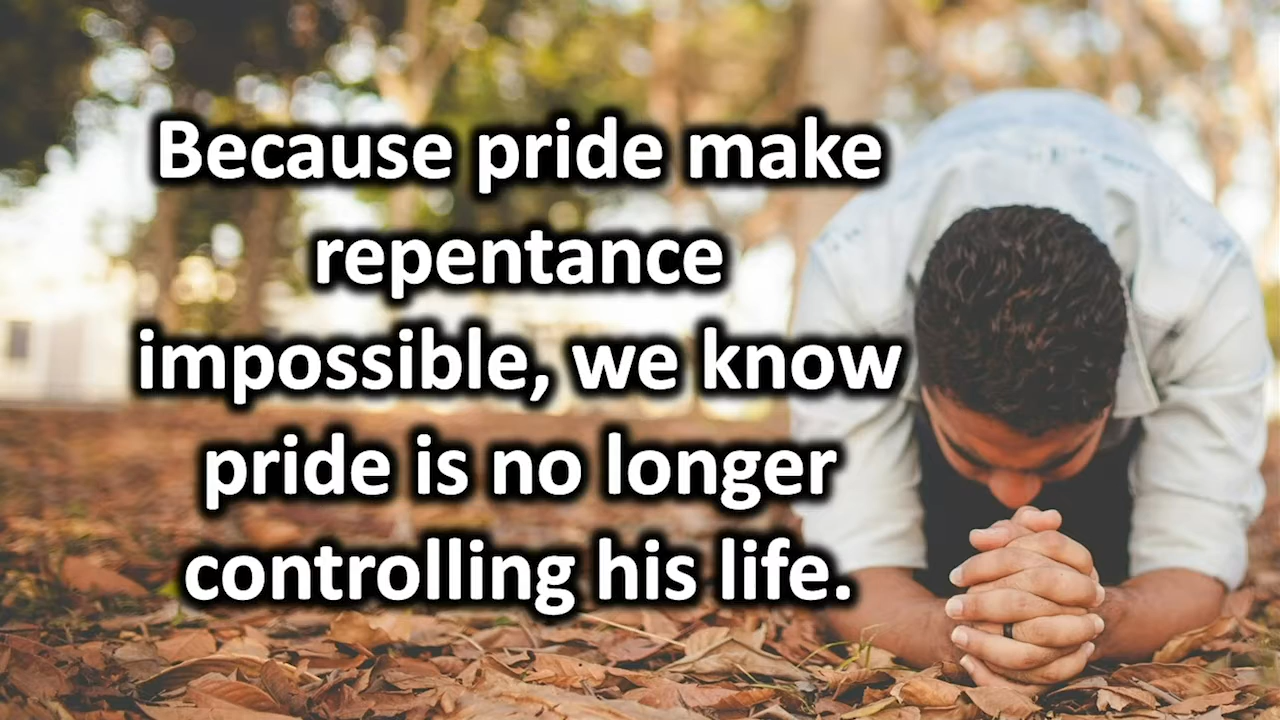 Because pride make
repentance
impossible, we know
pride is no longer
controlling his life.